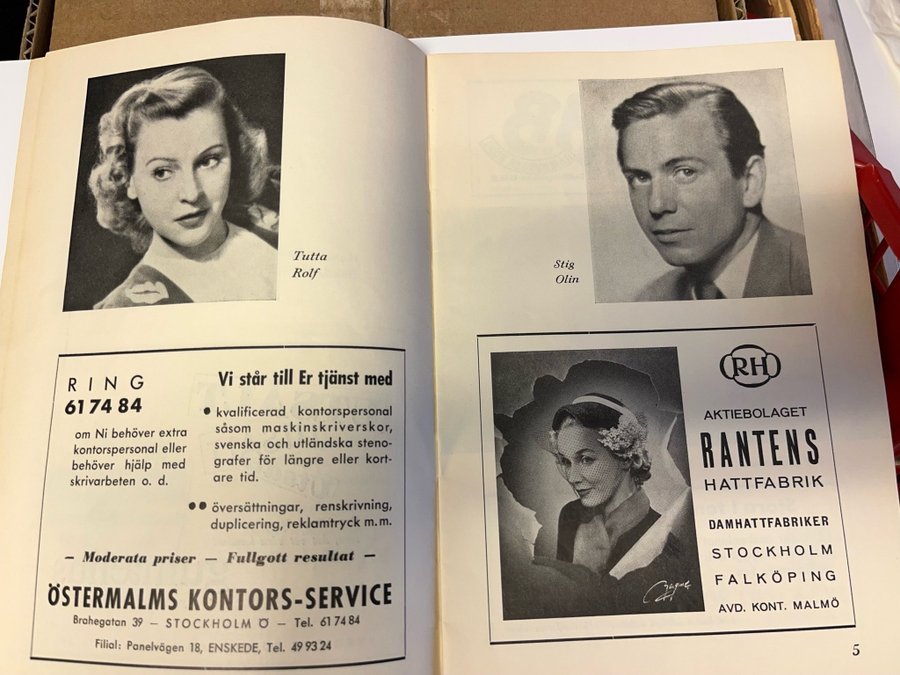 Tutta
Rolf
RING
61 74 84
om Ni behöver extra
kontorspersonal eller
behöver hjälp med
skrivarbeten o. d.
Vi står till Er tjänst med
• kvalificerad kontorspersonal
såsom maskinskriverskor,
svenska och utländska steno-
grafer för längre eller kort-
are tid.
•• översättningar, renskrivning,
duplicering, reklamtryck m. m.
— Moderata priser — Fullgott resultat —
ÖSTERMALMS KONTORS-SERVICE
Brahegatan 39 — STOCKHOLM Ö — Tel. 61 74 84
Filial: Panelvägen 18, ENSKEDE, Tel. 49 93 24
Stig
Olin
RH
AKTIEBOLAGET
RANTENS
HATTFABRIK
DAMHATTFABRIKER
STOCKHOLM
FALKÖPING
AVD. KONT. MALMÖ
5